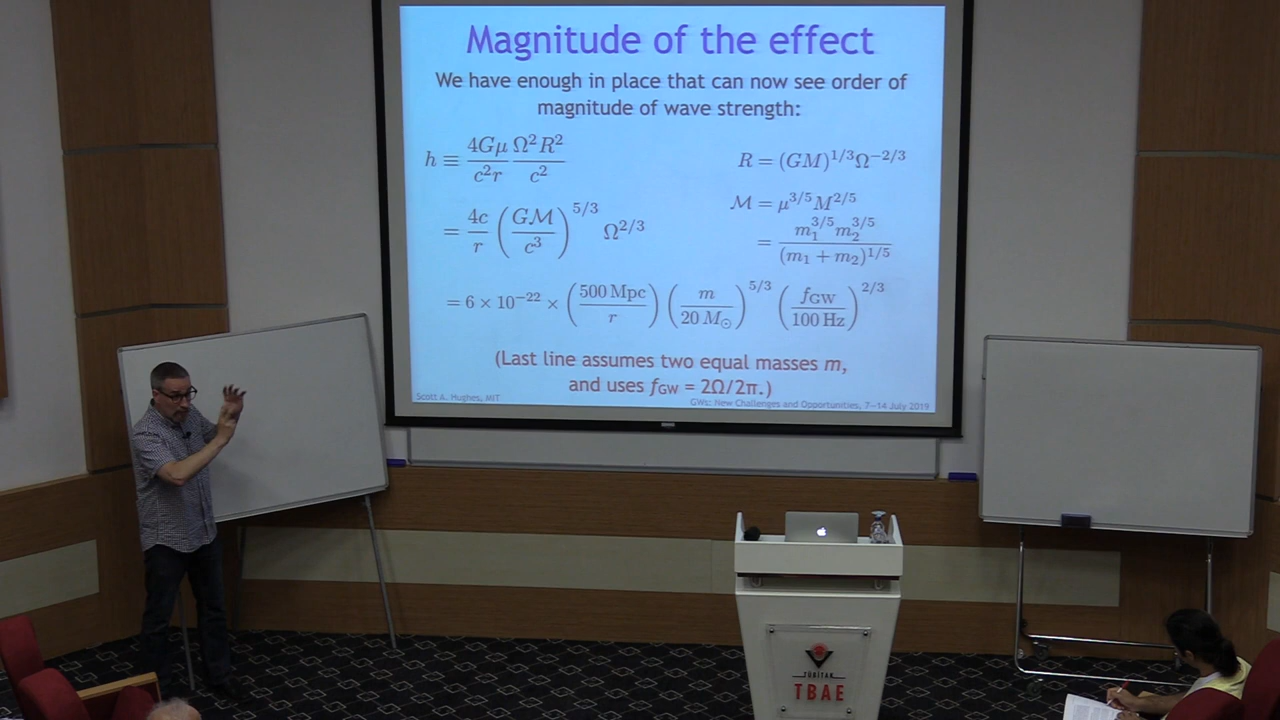 Magnitude of the effect
We have enough in place that can now see order of
magnitude of wave strength:
h ≡ 4Gμ/c²r Ω²R²/c²
R = (GM)^{1/3}Ω^{−2/3}
= 4c/r (Gℳ/c³)^{5/3} Ω^{2/3}
ℳ = μ^{3/5}M^{2/5}
= m₁^{3/5}m₂^{3/5}/(m₁ + m₂)^{1/5}
= 6 × 10^{−22} × (500 Mpc/r) (m/20 M☉)^{5/3} (f_GW/100 Hz)^{2/3}
(Last line assumes two equal masses m,
and uses f_GW = 2Ω/2π.)
Scott A. Hughes, MIT
GWs: New Challenges and Opportunities, 7–14 July 2019
TÜBİTAK
TBAE